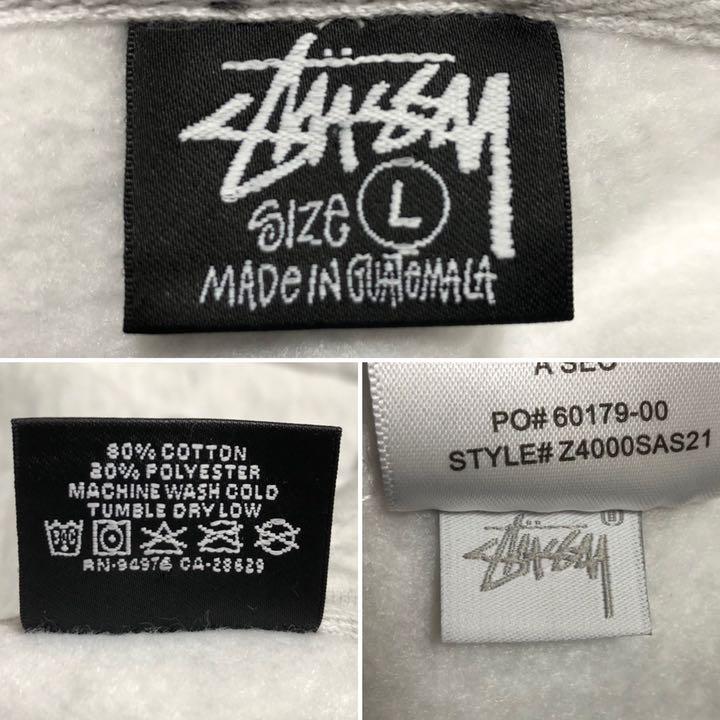 STÜSSY
SIZE L
MADE IN GUATEMALA
80% COTTON
20% POLYESTER
MACHINE WASH COLD
TUMBLE DRY LOW
30C
RN-94976 CA-28629
PO# 60179-00
STYLE# Z4000SAS21
STÜSSY